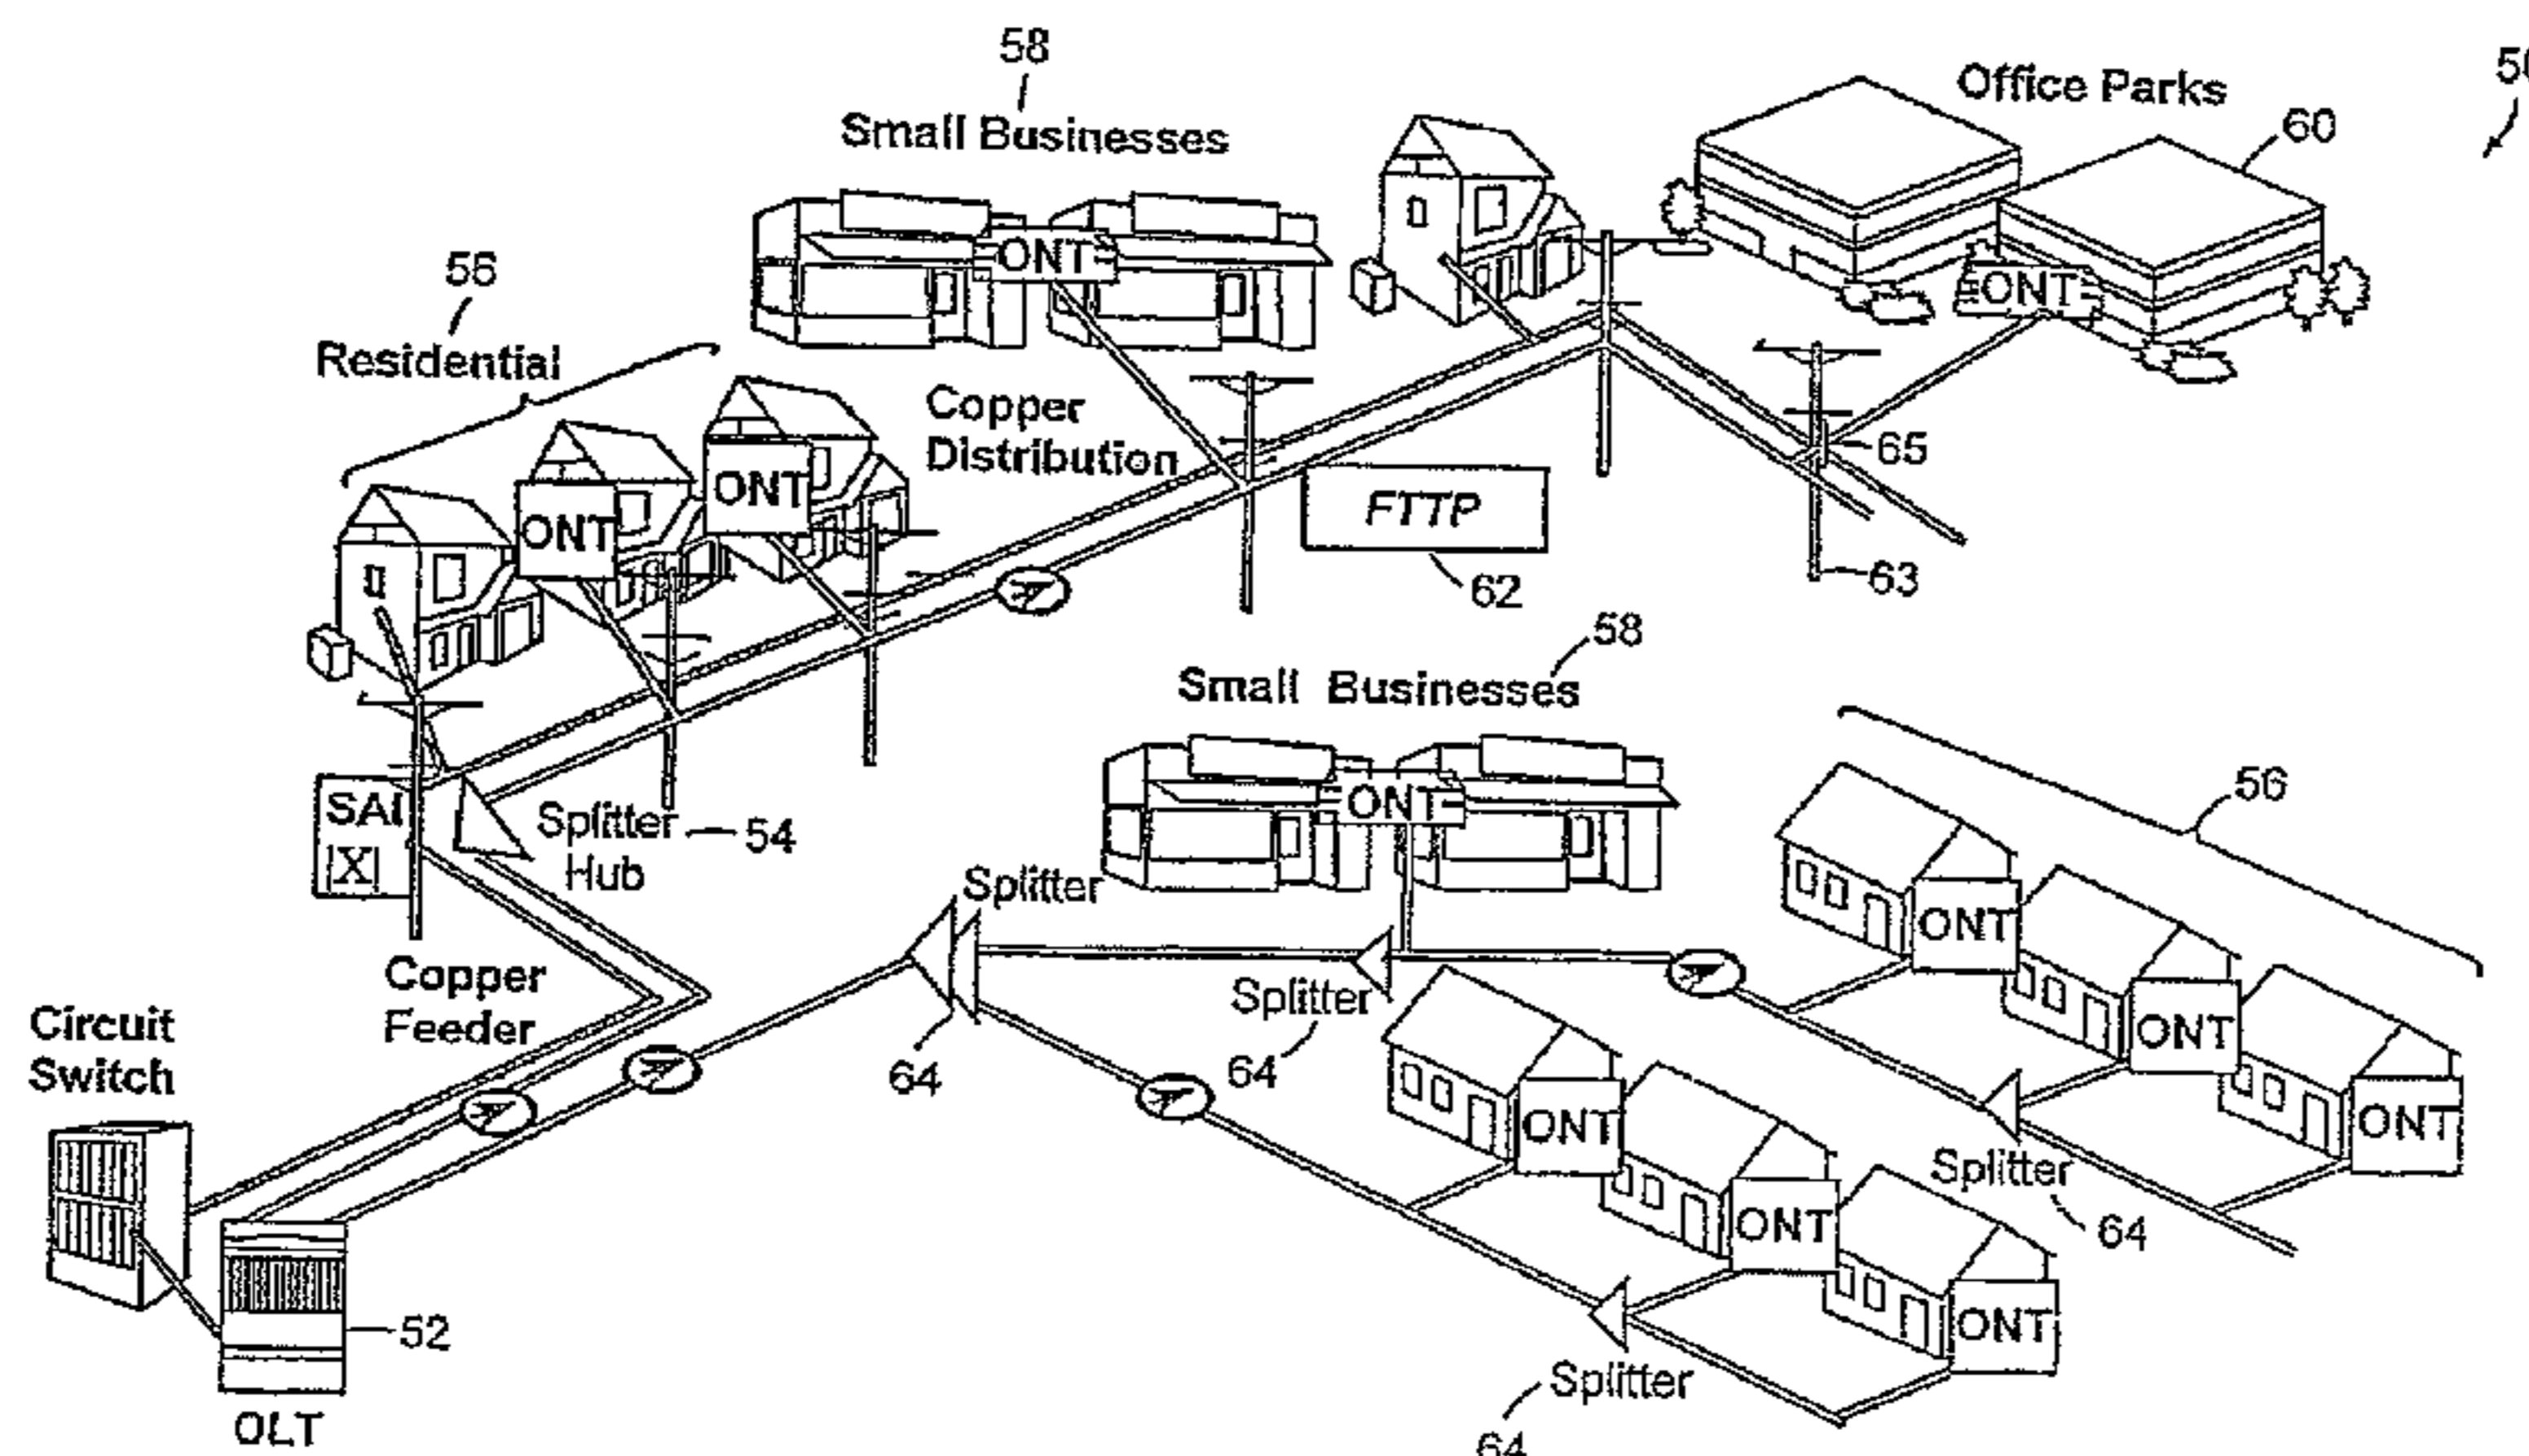 58
Small Businesses
Office Parks
60
ONT
ONT
56
Residential
ONT
ONT
Copper
Distribution
65
FTTP
62
63
58
Small Businesses
SAI
|X|
Splitter
Hub
54
ONT
56
Splitter
Copper
Feeder
Splitter
64
64
ONT
ONT
ONT
Circuit
Switch
ONT
ONT
ONT
Splitter
64
52
OLT
Splitter
64